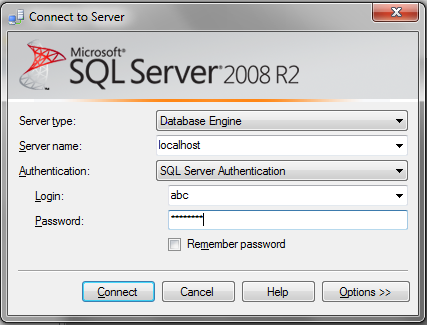 Connect to Server
Microsoft®
SQL Server® 2008 R2
Server type: Database Engine
Server name: localhost
Authentication: SQL Server Authentication
Login: abc
Password: ********
Remember password
Connect Cancel Help Options >>